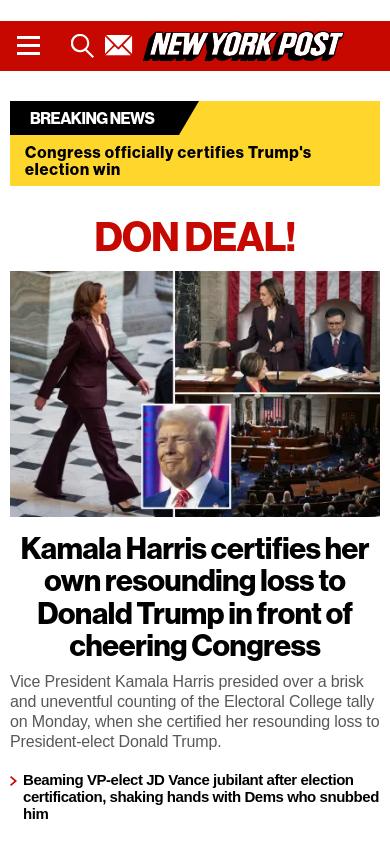 NEW YORK POST
BREAKING NEWS
Congress officially certifies Trump's
election win
DON DEAL!
Kamala Harris certifies her
own resounding loss to
Donald Trump in front of
cheering Congress
Vice President Kamala Harris presided over a brisk
and uneventful counting of the Electoral College tally
on Monday, when she certified her resounding loss to
President-elect Donald Trump.
Beaming VP-elect JD Vance jubilant after election
certification, shaking hands with Dems who snubbed
him